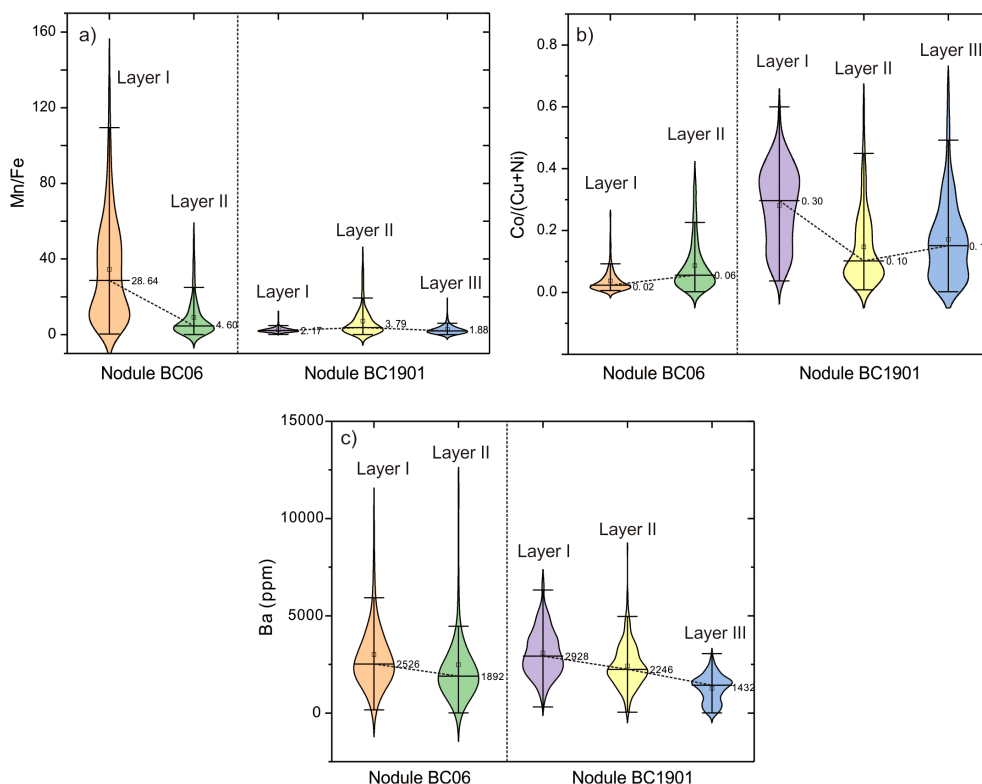 a)
160
120
80
40
0
Mn/Fe
Layer I
Layer II
28.64
4.60
Layer I
Layer II
Layer III
2.17
3.79
1.88
Nodule BC06
Nodule BC1901
b)
0.8
0.6
0.4
0.2
0.0
Co/(Cu+Ni)
Layer I
Layer II
0.02
0.06
Layer I
Layer II
Layer III
0.30
0.10
Nodule BC06
Nodule BC1901
c)
15000
10000
5000
0
Ba (ppm)
Layer I
Layer II
2526
1892
Layer I
Layer II
Layer III
2928
2246
1432
Nodule BC06
Nodule BC1901